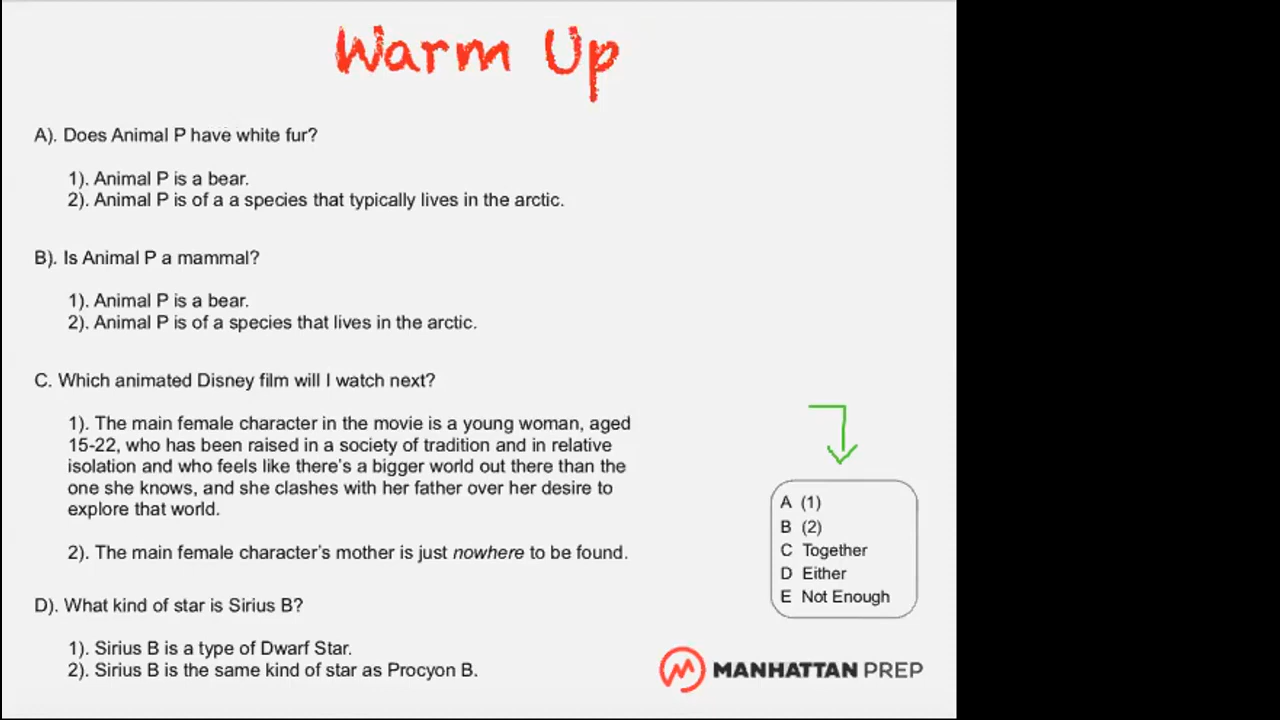 Warm Up
A). Does Animal P have white fur?
1). Animal P is a bear.
2). Animal P is of a a species that typically lives in the arctic.
B). Is Animal P a mammal?
1). Animal P is a bear.
2). Animal P is of a species that lives in the arctic.
C. Which animated Disney film will I watch next?
1). The main female character in the movie is a young woman, aged
15-22, who has been raised in a society of tradition and in relative
isolation and who feels like there's a bigger world out there than the
one she knows, and she clashes with her father over her desire to
explore that world.
2). The main female character's mother is just nowhere to be found.
D). What kind of star is Sirius B?
1). Sirius B is a type of Dwarf Star.
2). Sirius B is the same kind of star as Procyon B.
A (1)
B (2)
C Together
D Either
E Not Enough
MANHATTAN PREP